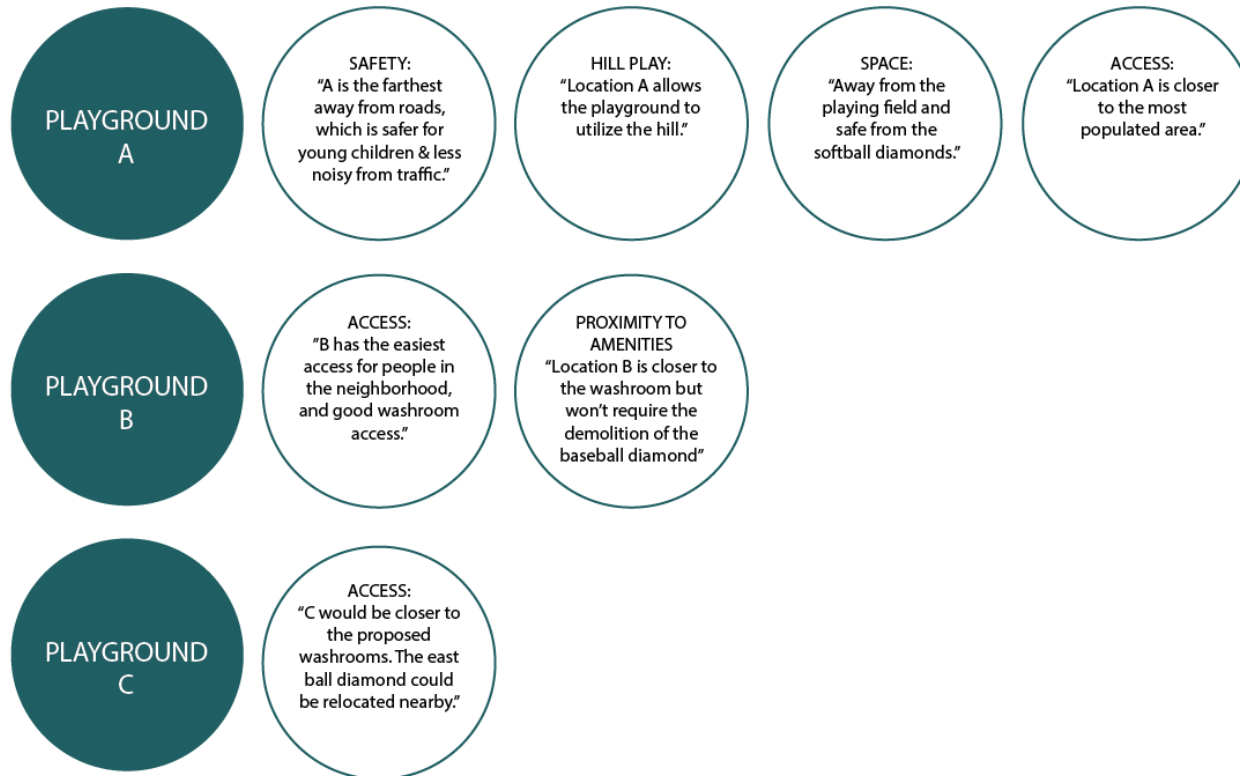 PLAYGROUND
A
SAFETY:
“A is the farthest
away from roads,
which is safer for
young children & less
noisy from traffic.”
HILL PLAY:
“Location A allows
the playground to
utilize the hill.”
SPACE:
“Away from the
playing field and
safe from the
softball diamonds.”
ACCESS:
“Location A is closer
to the most
populated area.”
PLAYGROUND
B
ACCESS:
”B has the easiest
access for people in
the neighborhood,
and good washroom
access.”
PROXIMITY TO
AMENITIES
“Location B is closer to
the washroom but
won’t require the
demolition of the
baseball diamond”
PLAYGROUND
C
ACCESS:
“C would be closer to
the proposed
washrooms. The east
ball diamond could
be relocated nearby.”